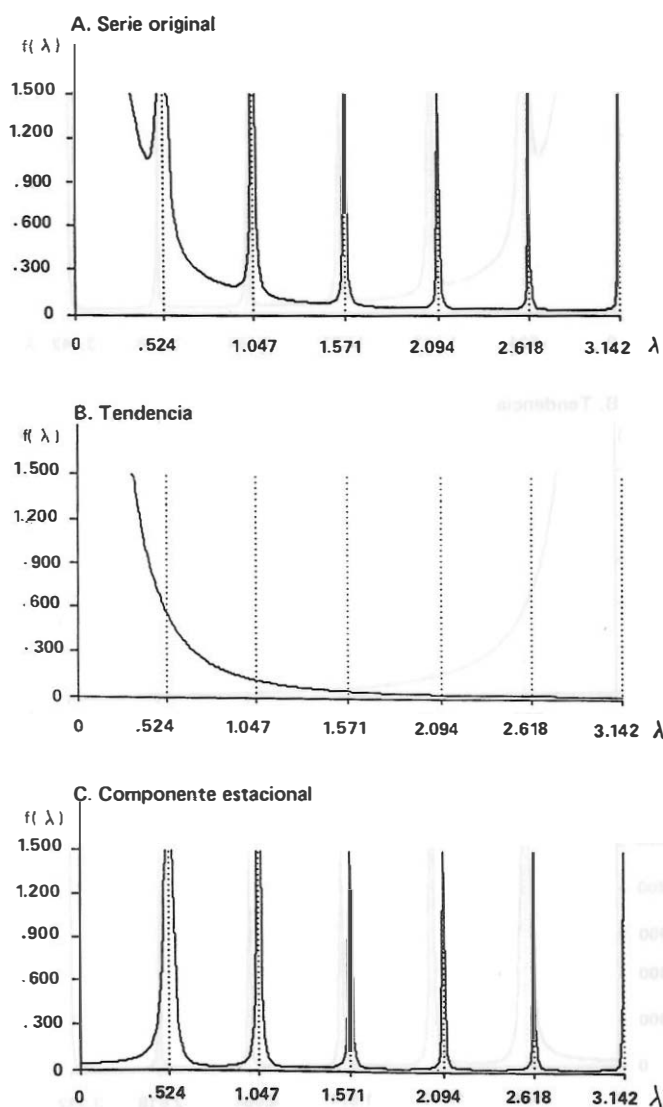 A. Serie original
f(λ)
1.500
1.200
.900
.600
.300
0
0 .524 1.047 1.571 2.094 2.618 3.142 λ
B. Tendencia
f(λ)
1.500
1.200
.900
.600
.300
0
0 .524 1.047 1.571 2.094 2.618 3.142 λ
C. Componente estacional
f(λ)
1.500
1.200
.900
.600
.300
0
0 .524 1.047 1.571 2.094 2.618 3.142 λ